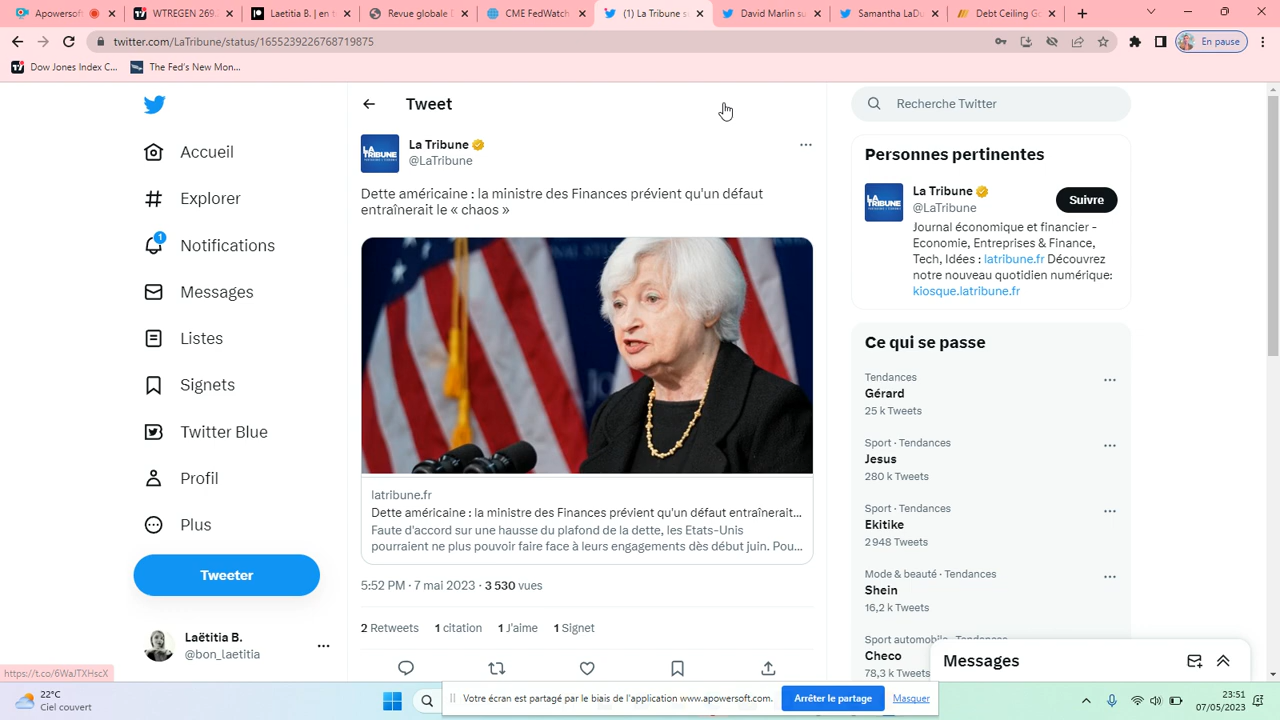 Apowersoft
WTREGEN 269.
Laetitia B. | en t
Revue globale l
CME FedWatch
(1) La Tribune s
David Marlin su
Samantha LaDu
Debt Ceiling Go
twitter.com/LaTribune/status/1655239226768719875
En pause
Dow Jones Index C...
The Fed's New Mon...
Accueil
Explorer
1
Notifications
Messages
Listes
Signets
Twitter Blue
Profil
Plus
Tweeter
Laëtitia B.
@bon_laetitia
https://t.co/6WaJTXHscX
Tweet
LA
TRIBUNE
La Tribune
@LaTribune
Dette américaine : la ministre des Finances prévient qu'un défaut
entraînerait le « chaos »
latribune.fr
Dette américaine : la ministre des Finances prévient qu'un défaut entraînerait...
Faute d'accord sur une hausse du plafond de la dette, les Etats-Unis
pourraient ne plus pouvoir faire face à leurs engagements dès début juin. Pou...
5:52 PM · 7 mai 2023 · 3 530 vues
2 Retweets 1 citation 1 J'aime 1 Signet
Recherche Twitter
Personnes pertinentes
LA
TRIBUNE
La Tribune
@LaTribune
Suivre
Journal économique et financier -
Economie, Entreprises & Finance,
Tech, Idées : latribune.fr Découvrez
notre nouveau quotidien numérique:
kiosque.latribune.fr
Ce qui se passe
Tendances
Gérard
25 k Tweets
Sport · Tendances
Jesus
280 k Tweets
Sport · Tendances
Ekitike
2 948 Tweets
Mode & beauté · Tendances
Shein
16,2 k Tweets
Sport automobile · Tendances
Checo
78,3 k Tweets
Messages
22°C
Ciel couvert
Votre écran est partagé par le biais de l'application www.apowersoft.com.
Arrêter le partage
Masquer
23:51
07/05/2023